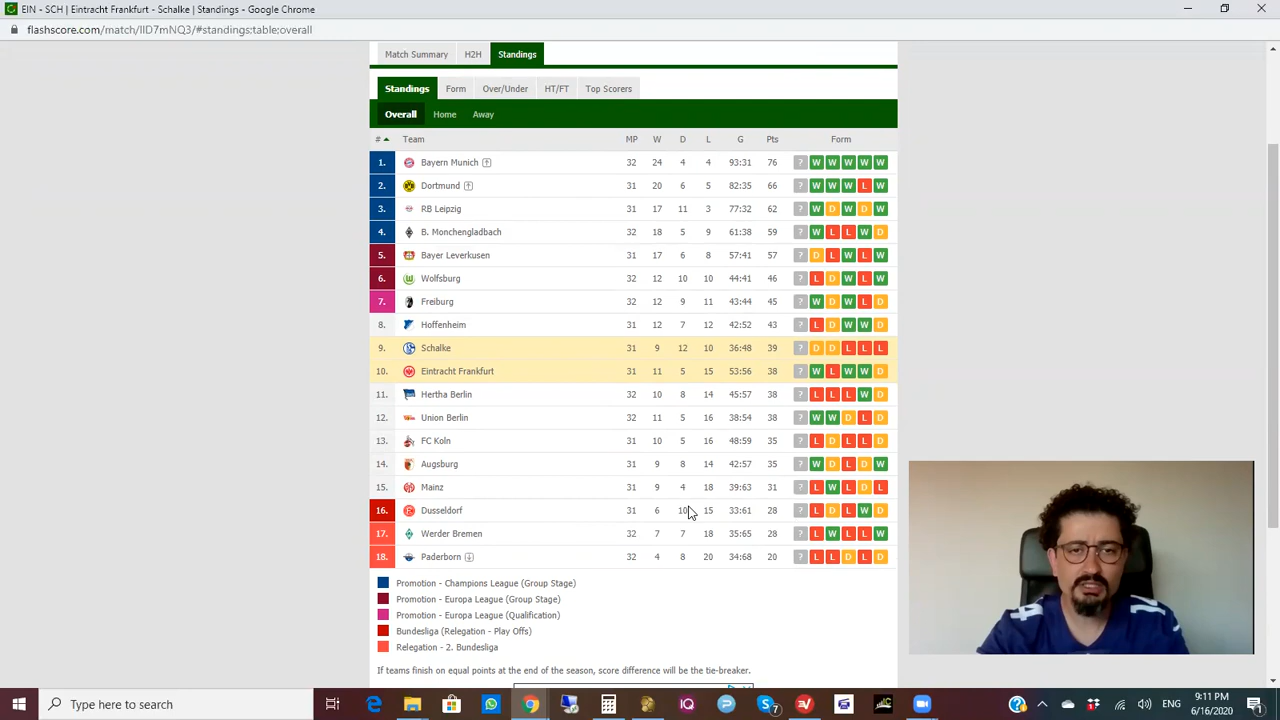 EIN - SCH | Eintracht Frankfurt - Schalke | Standings - Google Chrome
flashscore.com/match/IlD7mNQ3/#standings;table;overall
Match Summary H2H Standings
Standings Form Over/Under HT/FT Top Scorers
Overall Home Away
# Team MP W D L G Pts Form
1. Bayern Munich 32 24 4 4 93:31 76 ? W W W W W
2. Dortmund 31 20 6 5 82:35 66 ? W W W L W
3. RB Leipzig 31 17 11 3 77:32 62 ? W D W D W
4. B. Monchengladbach 32 18 5 9 61:38 59 ? W L L W D
5. Bayer Leverkusen 31 17 6 8 57:41 57 ? D L W L W
6. Wolfsburg 32 12 10 10 44:41 46 ? L D W L W
7. Freiburg 32 12 9 11 43:44 45 ? W D W L D
8. Hoffenheim 31 12 7 12 42:52 43 ? L D W W D
9. Schalke 31 9 12 10 36:48 39 ? D D L L L
10. Eintracht Frankfurt 31 11 5 15 53:56 38 ? W L W W D
11. Hertha Berlin 32 10 8 14 45:57 38 ? L L L W D
12. Union Berlin 32 11 5 16 38:54 38 ? W W D L D
13. FC Koln 31 10 5 16 48:59 35 ? L D L L D
14. Augsburg 31 9 8 14 42:57 35 ? W D L D W
15. Mainz 31 9 4 18 39:63 31 ? L W L D L
16. Dusseldorf 31 6 10 15 33:61 28 ? L D L W D
17. Werder Bremen 32 7 7 18 35:65 28 ? L W L L W
18. Paderborn 32 4 8 20 34:68 20 ? L L D L D
Promotion - Champions League (Group Stage)
Promotion - Europa League (Group Stage)
Promotion - Europa League (Qualification)
Bundesliga (Relegation - Play Offs)
Relegation - 2. Bundesliga
If teams finish on equal points at the end of the season, score difference will be the tie-breaker.
Type here to search
ENG
9:11 PM
6/16/2020